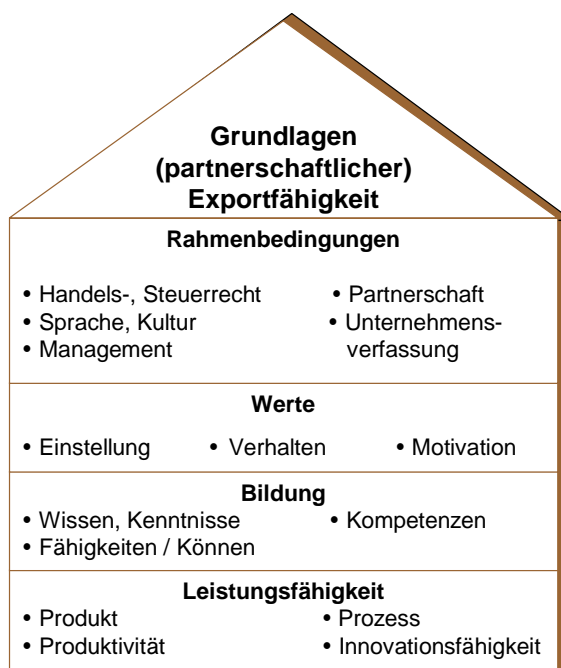 Grundlagen
(partnerschaftlicher)
Exportfähigkeit
Rahmenbedingungen
• Handels-, Steuerrecht
• Sprache, Kultur
• Management
• Partnerschaft
• Unternehmens-
verfassung
Werte
• Einstellung • Verhalten • Motivation
Bildung
• Wissen, Kenntnisse
• Fähigkeiten / Können
• Kompetenzen
Leistungsfähigkeit
• Produkt
• Produktivität
• Prozess
• Innovationsfähigkeit